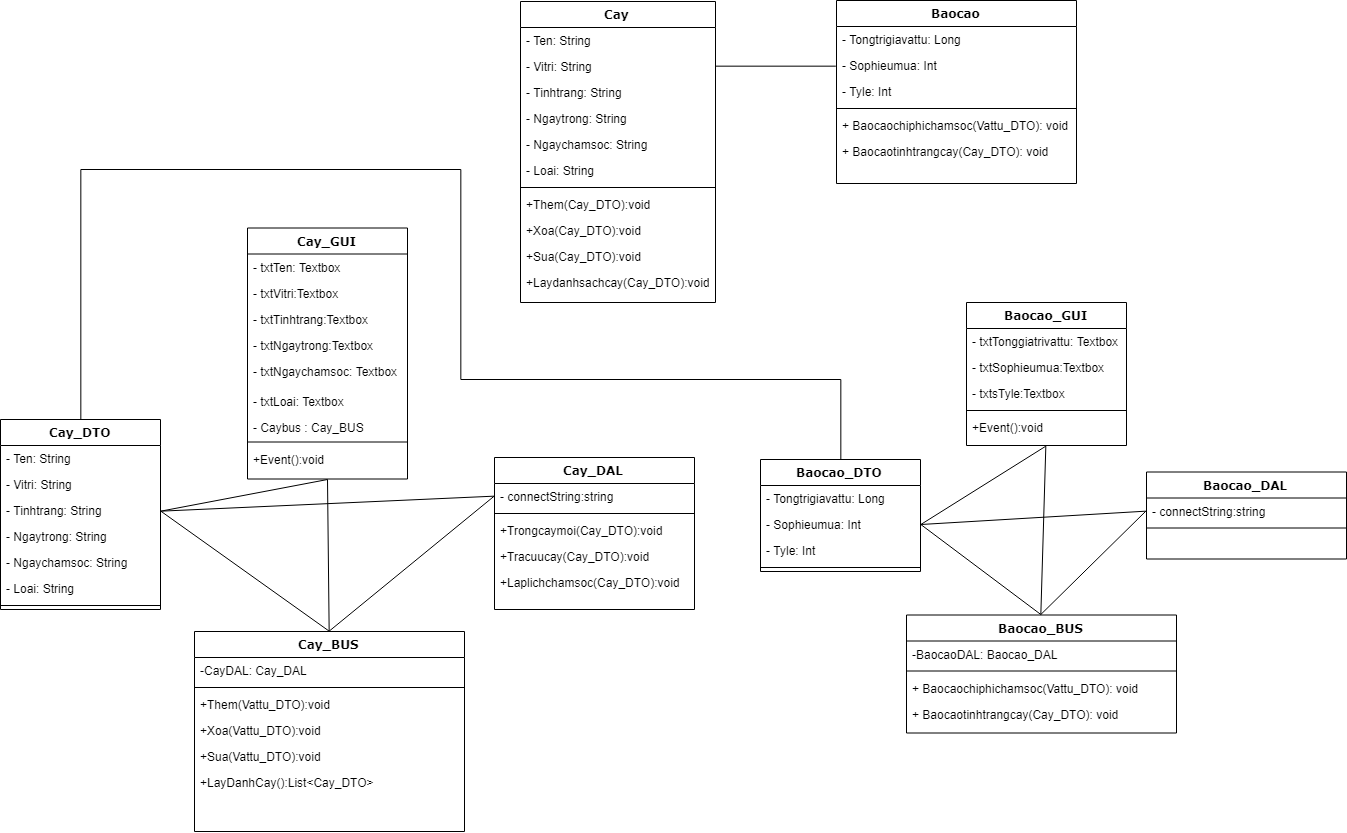 Cay
- Ten: String
- Vitri: String
- Tinhtrang: String
- Ngaytrong: String
- Ngaychamsoc: String
- Loai: String
+Them(Cay_DTO):void
+Xoa(Cay_DTO):void
+Sua(Cay_DTO):void
+Laydanhsachcay(Cay_DTO):void
Baocao
- Tongtrigiavattu: Long
- Sophieumua: Int
- Tyle: Int
+ Baocaochiphichamsoc(Vattu_DTO): void
+ Baocaotinhtrangcay(Cay_DTO): void
Cay_GUI
- txtTen: Textbox
- txtVitri:Textbox
- txtTinhtrang:Textbox
- txtNgaytrong:Textbox
- txtNgaychamsoc: Textbox
- txtLoai: Textbox
- Caybus : Cay_BUS
+Event():void
Cay_DTO
- Ten: String
- Vitri: String
- Tinhtrang: String
- Ngaytrong: String
- Ngaychamsoc: String
- Loai: String
Cay_DAL
- connectString:string
+Trongcaymoi(Cay_DTO):void
+Tracuucay(Cay_DTO):void
+Laplichchamsoc(Cay_DTO):void
Cay_BUS
-CayDAL: Cay_DAL
+Them(Vattu_DTO):void
+Xoa(Vattu_DTO):void
+Sua(Vattu_DTO):void
+LayDanhCay():List<Cay_DTO>
Baocao_GUI
- txtTonggiatrivattu: Textbox
- txtSophieumua:Textbox
- txtsTyle:Textbox
+Event():void
Baocao_DTO
- Tongtrigiavattu: Long
- Sophieumua: Int
- Tyle: Int
Baocao_DAL
- connectString:string
Baocao_BUS
-BaocaoDAL: Baocao_DAL
+ Baocaochiphichamsoc(Vattu_DTO): void
+ Baocaotinhtrangcay(Cay_DTO): void